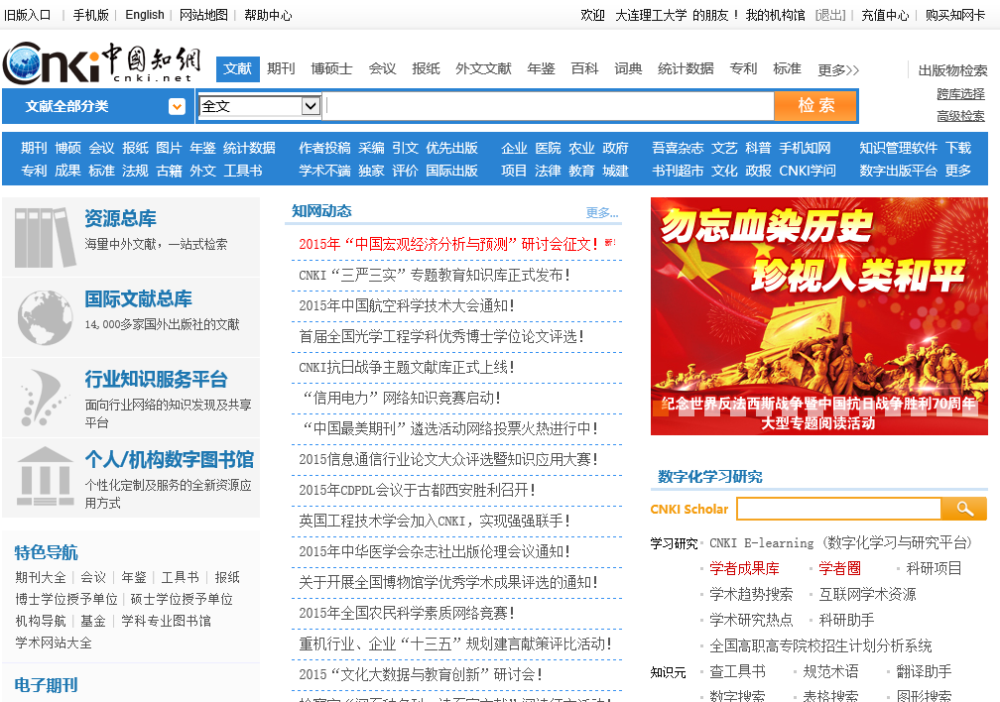 旧版入口 | 手机版 | English | 网站地图 | 帮助中心
欢迎 大连理工大学 的朋友 ! 我的机构馆 [退出] | 充值中心 | 购买知网卡
Cnki中國知網
cnki.net
文献 期刊 博硕士 会议 报纸 外文文献 年鉴 百科 词典 统计数据 专利 标准 更多>>
出版物检索
跨库选择
高级检索
文献全部分类
全文
检 索
期刊 博硕 会议 报纸 图片 年鉴 统计数据 作者投稿 采编 引文 优先出版 企业 医院 农业 政府 吾喜杂志 文艺 科普 手机知网 知识管理软件 下载
专利 成果 标准 法规 古籍 外文 工具书 学术不端 独家 评价 国际出版 项目 法律 教育 城建 书刊超市 文化 政报 CNKI学问 数字出版平台 更多
资源总库
海量中外文献，一站式检索
国际文献总库
14,000多家国外出版社的文献
行业知识服务平台
面向行业网络的知识发现及共享
平台
个人/机构数字图书馆
个性化定制及服务的全新资源应
用方式
特色导航
期刊大全 | 会议 | 年鉴 | 工具书 | 报纸
博士学位授予单位 | 硕士学位授予单位
机构导航 | 基金 | 学科专业图书馆
学术网站大全
电子期刊
知网动态
更多...
2015年“中国宏观经济分析与预测”研讨会征文! 新!
CNKI“三严三实”专题教育知识库正式发布!
2015年中国航空科学技术大会通知!
首届全国光学工程学科优秀博士学位论文评选!
CNKI抗日战争主题文献库正式上线!
“信用电力”网络知识竞赛启动!
“中国最美期刊”遴选活动网络投票火热进行中!
2015信息通信行业论文大众评选暨知识应用大赛!
2015年CDPDL会议于古都西安胜利召开!
英国工程技术学会加入CNKI，实现强强联手!
2015年中华医学会杂志社出版伦理会议通知!
关于开展全国博物馆学优秀学术成果评选的通知!
2015年全国农民科学素质网络竞赛!
重机行业、企业“十三五”规划建言献策评比活动!
2015“文化大数据与教育创新”研讨会!
勿忘血染历史
珍视人类和平
纪念世界反法西斯战争暨中国抗日战争胜利70周年
大型专题阅读活动
数字化学习研究
CNKI Scholar
学习研究 CNKI E-learning (数字化学习与研究平台)
学者成果库 学者圈 科研项目
学术趋势搜索 互联网学术资源
学术研究热点 科研助手
全国高职高专院校招生计划分析系统
知识元 查工具书 规范术语 翻译助手
数字搜索 表格搜索 图形搜索